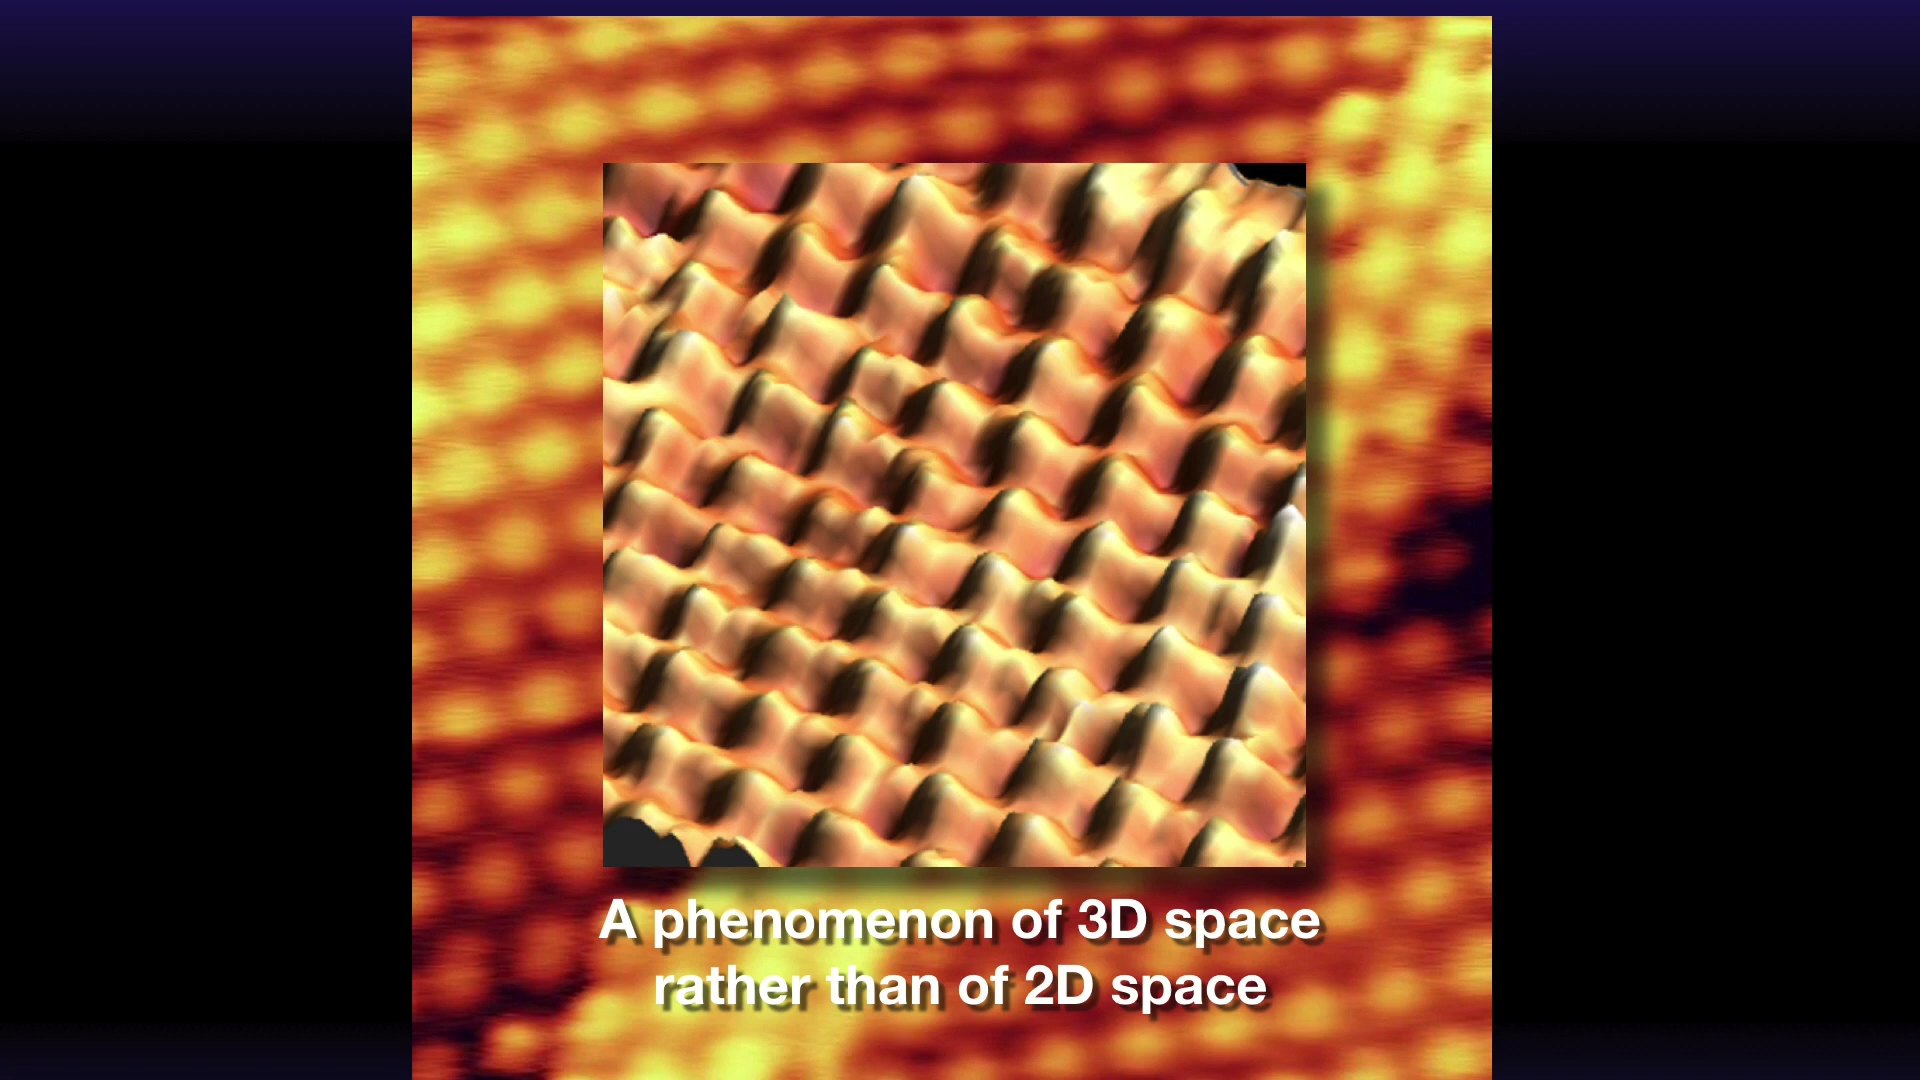 A phenomenon of 3D space
rather than of 2D space